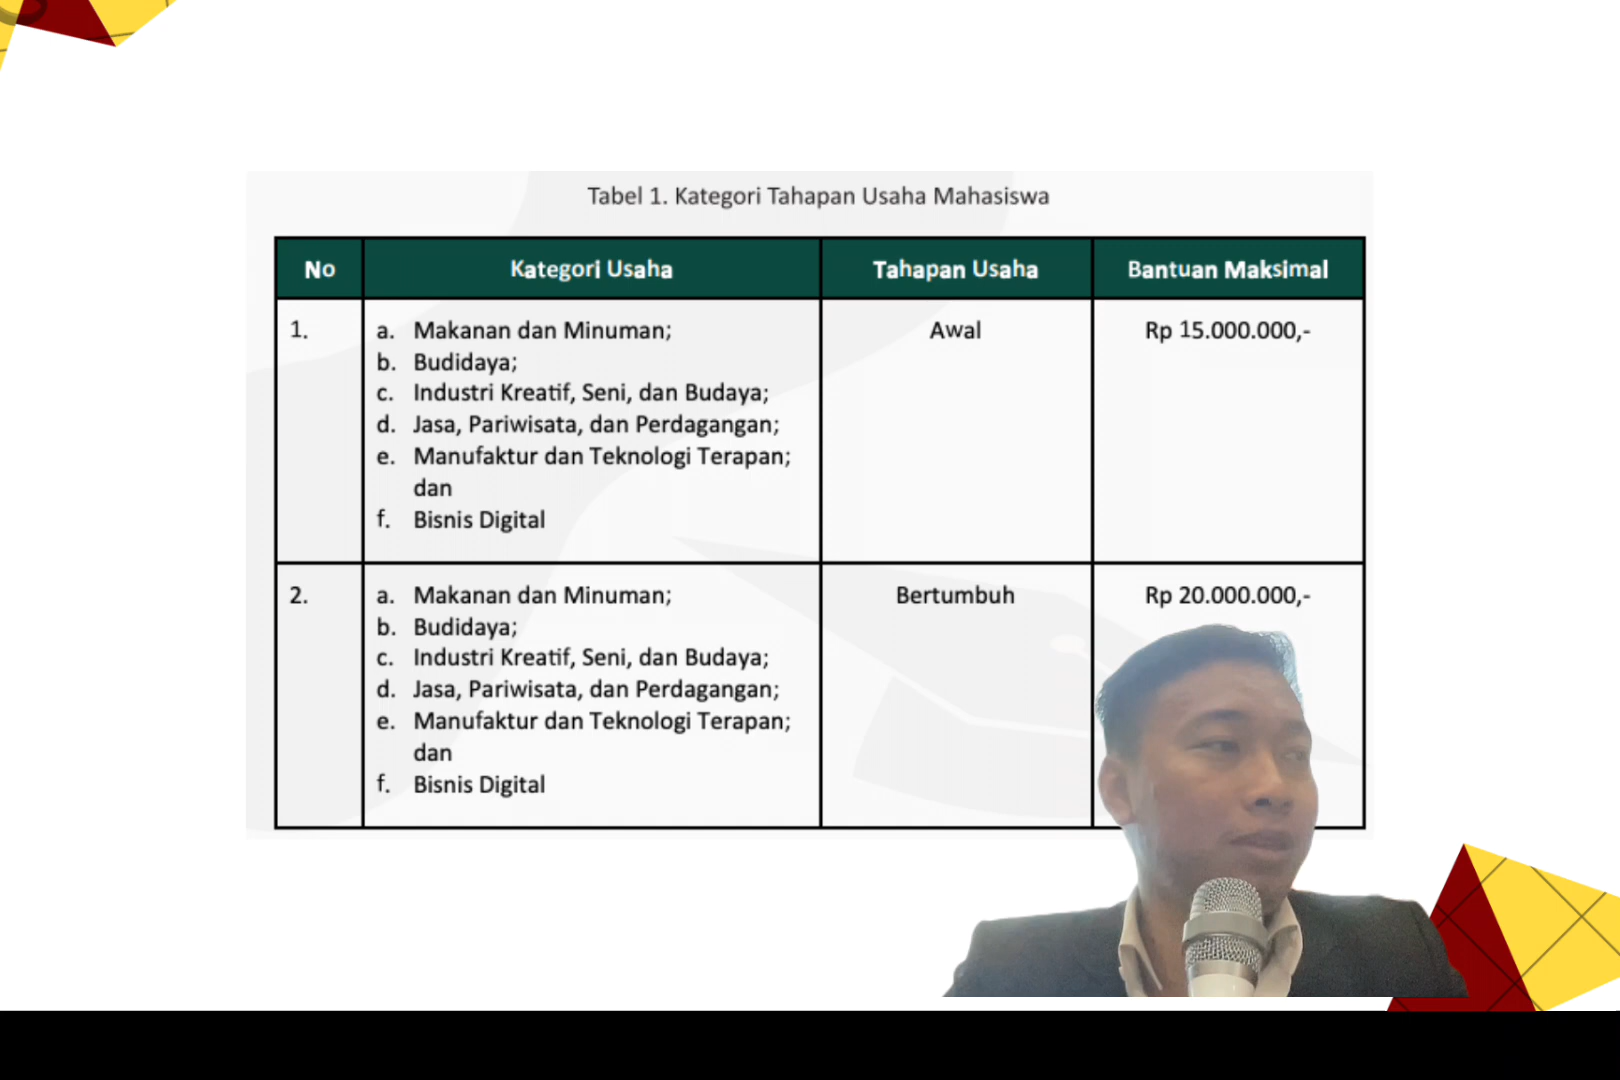 Tabel 1. Kategori Tahapan Usaha Mahasiswa
No Kategori Usaha Tahapan Usaha Bantuan Maksimal
1. a. Makanan dan Minuman; Awal Rp 15.000.000,-
b. Budidaya;
c. Industri Kreatif, Seni, dan Budaya;
d. Jasa, Pariwisata, dan Perdagangan;
e. Manufaktur dan Teknologi Terapan;
dan
f. Bisnis Digital
2. a. Makanan dan Minuman; Bertumbuh Rp 20.000.000,-
b. Budidaya;
c. Industri Kreatif, Seni, dan Budaya;
d. Jasa, Pariwisata, dan Perdagangan;
e. Manufaktur dan Teknologi Terapan;
dan
f. Bisnis Digital